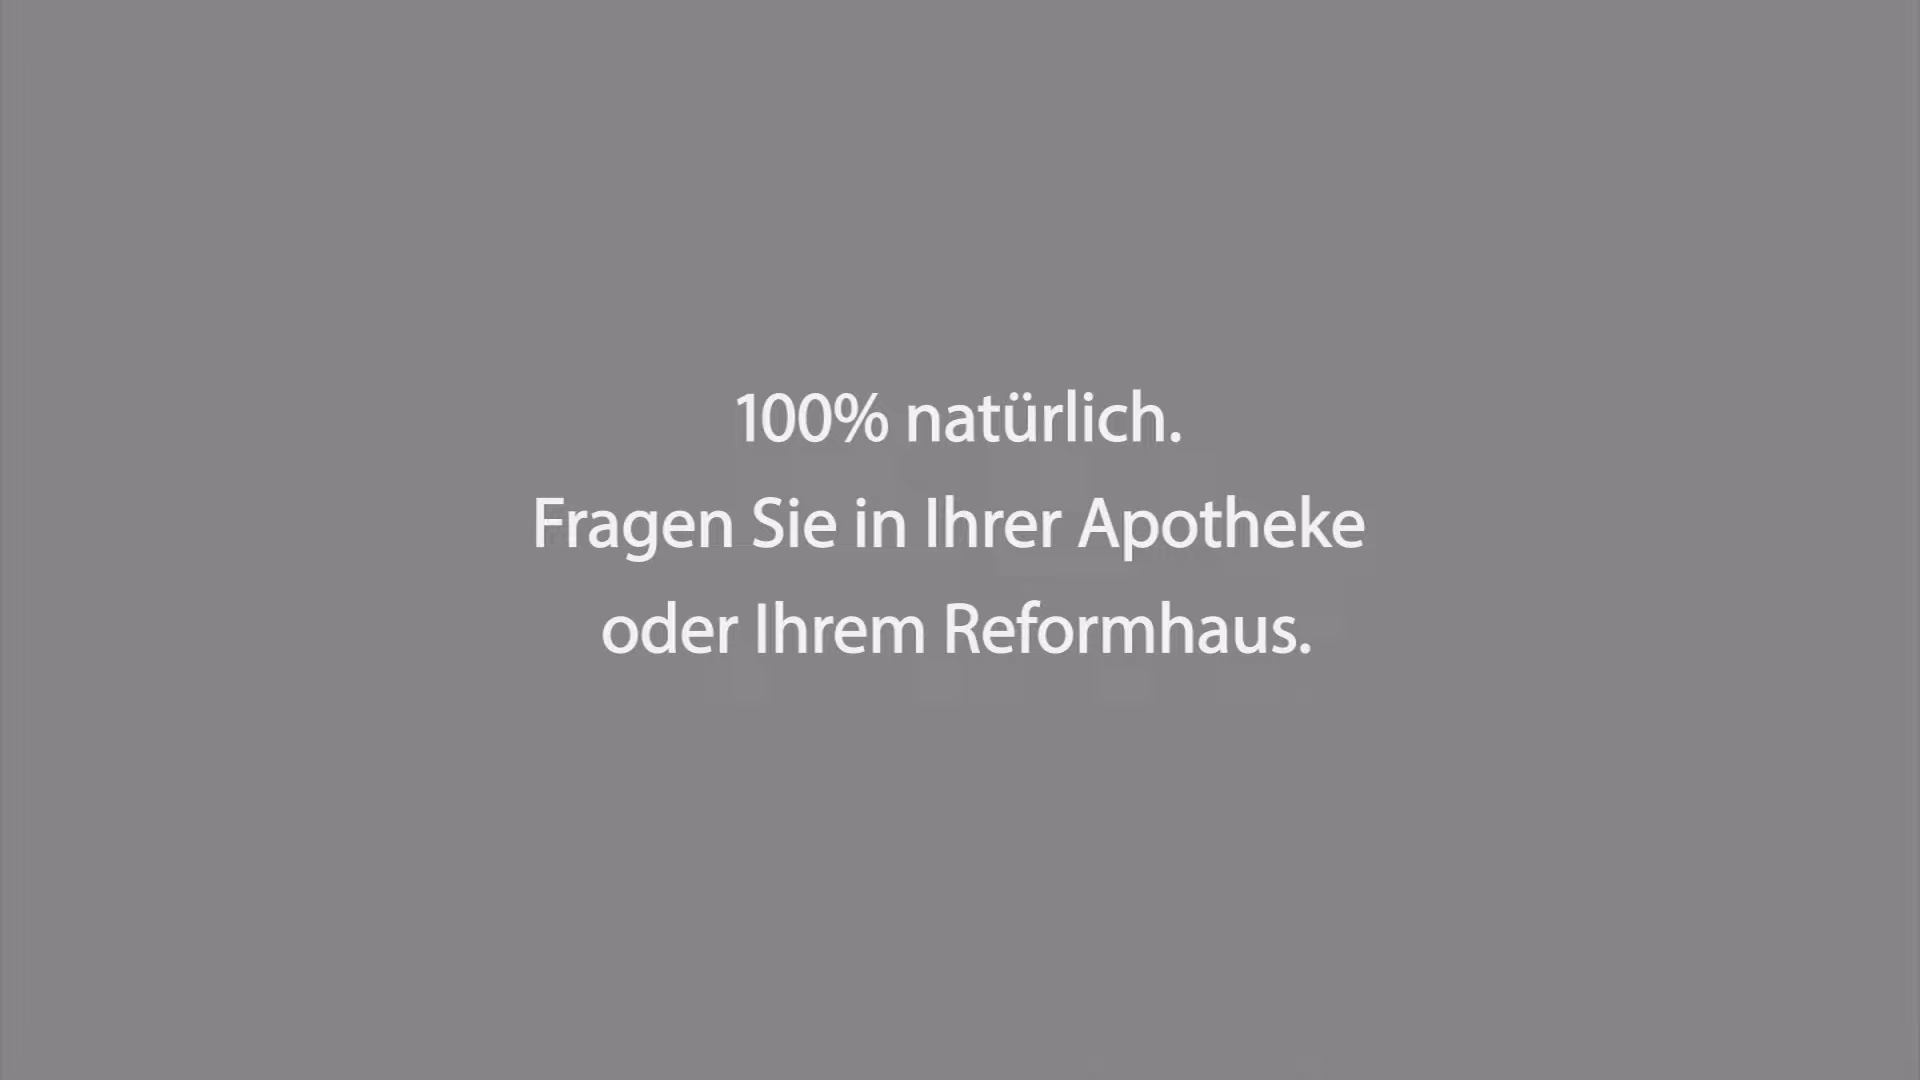 100% natürlich.
Fragen Sie in Ihrer Apotheke
oder Ihrem Reformhaus.